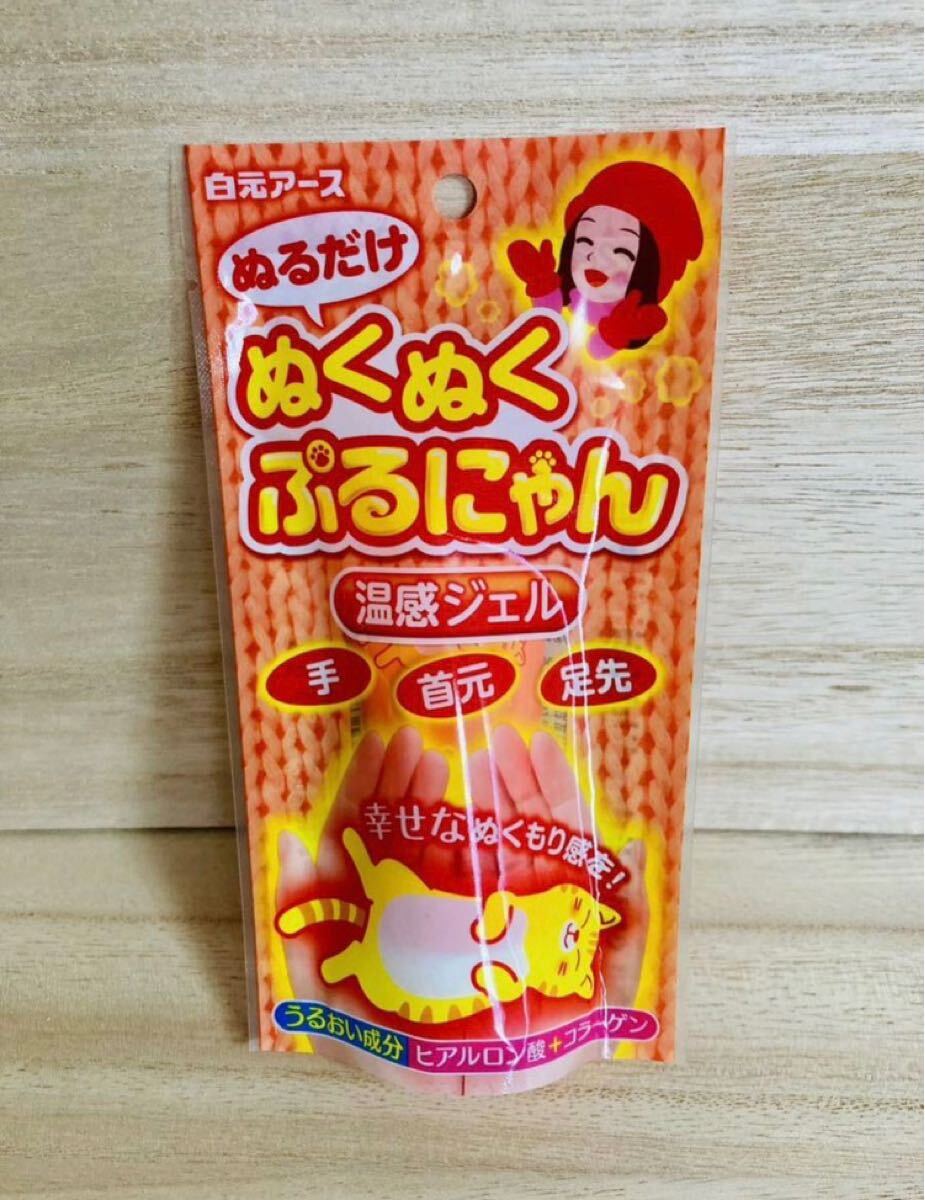 白元アース
ぬるだけ
ぬくぬく
ぷるにゃん
温感ジェル
手 首元 足先
幸せなぬくもり感を!
うるおい成分 ヒアルロン酸+コラーゲン